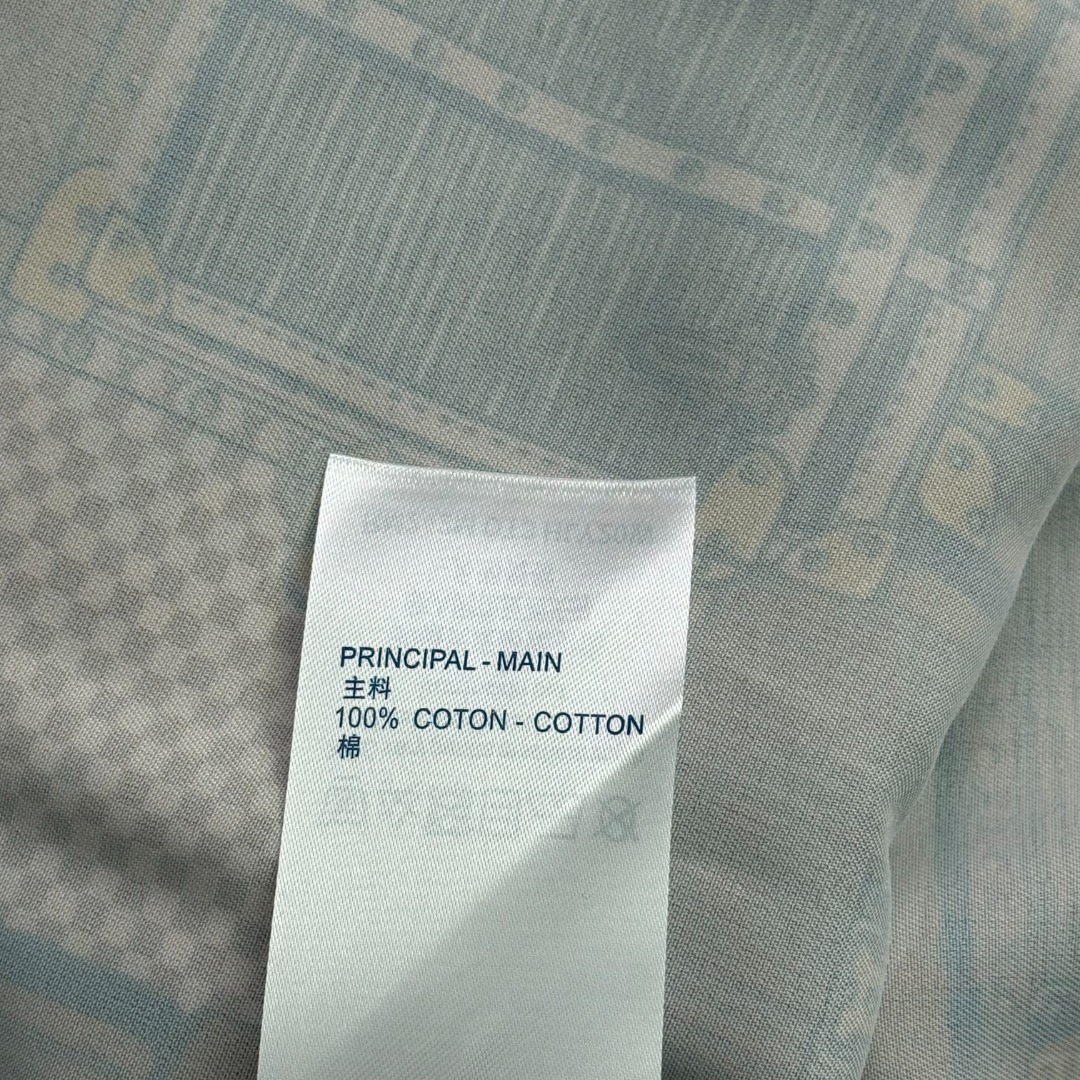 PRINCIPAL - MAIN
主料
100% COTON - COTTON
棉